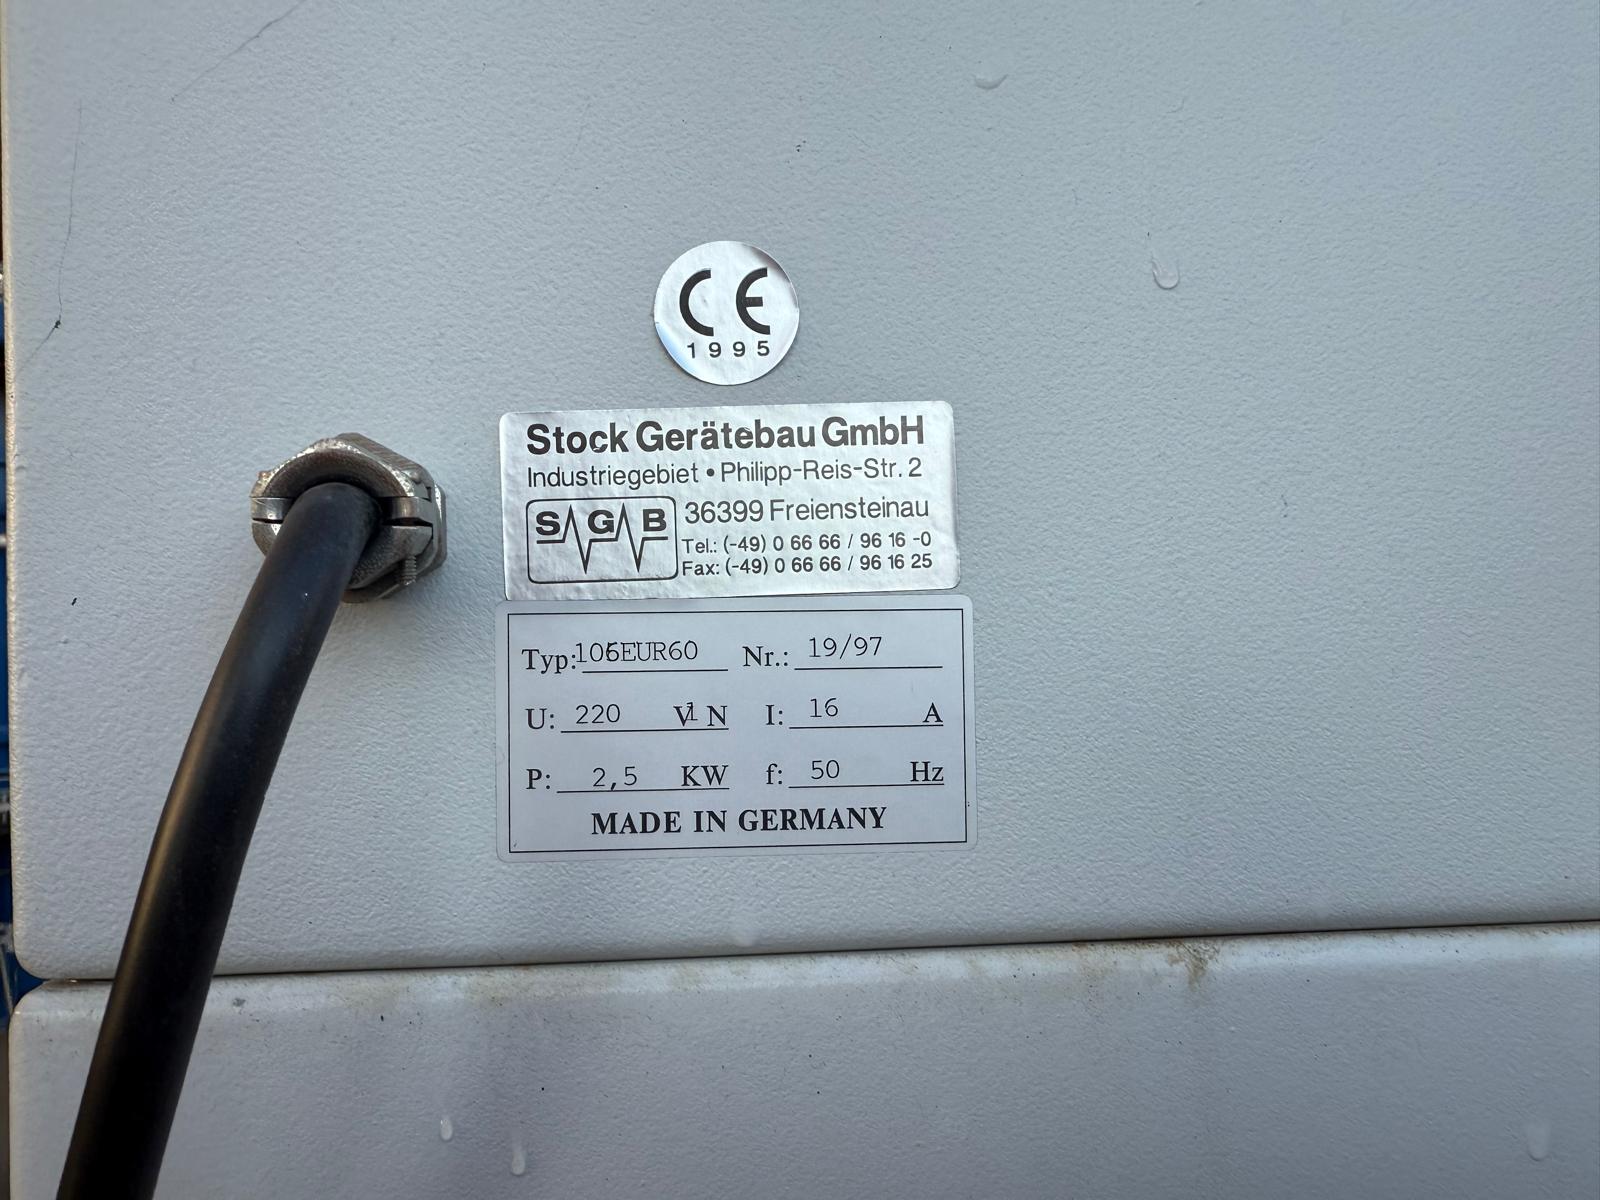 CE
1995
Stock Gerätebau GmbH
Industriegebiet • Philipp-Reis-Str. 2
SGB
36399 Freiensteinau
Tel.: (-49) 0 66 66 / 96 16 -0
Fax: (-49) 0 66 66 / 96 16 25
Typ: Nr.: 19/97
U: 220 V1 N I: 16 A
P: 2,5 KW f: 50 Hz
MADE IN GERMANY